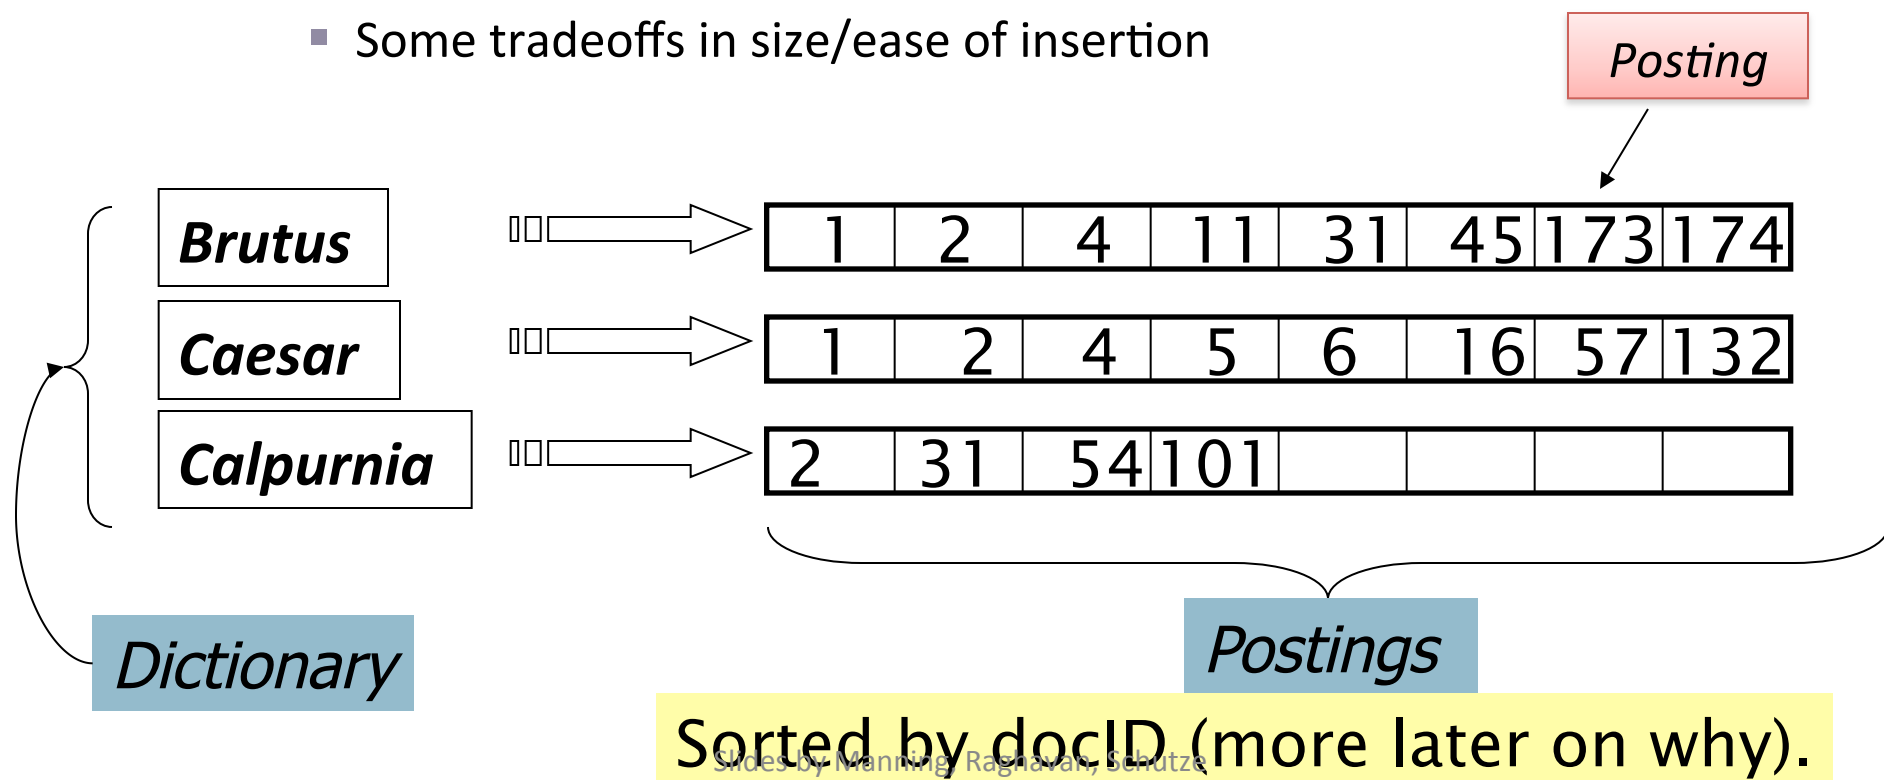 Some tradeoffs in size/ease of insertion
Posting
Brutus
1 2 4 11 31 45 173 174
Caesar
1 2 4 5 6 16 57 132
Calpurnia
2 31 54 101
Dictionary
Postings
Sorted by docID (more later on why).
Slides by Manning, Raghavan, Schutze